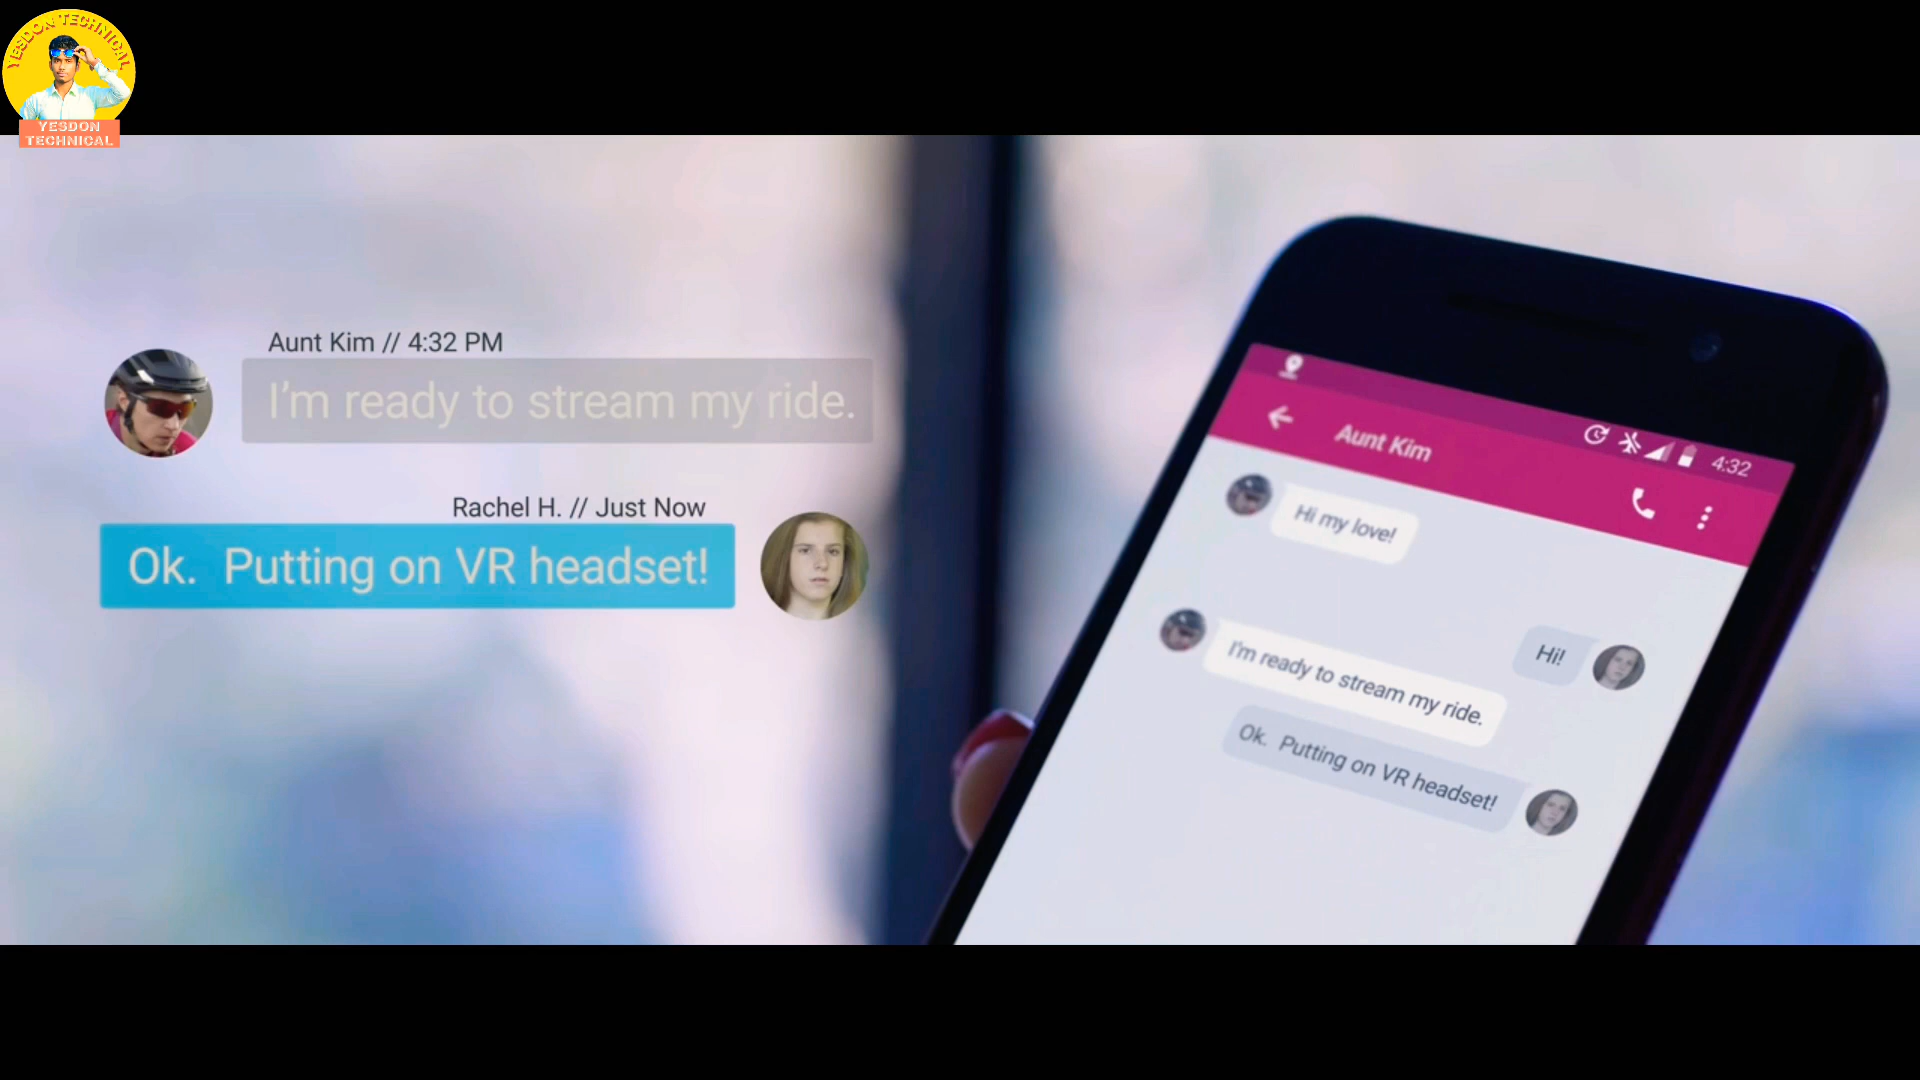 YESDON TECHNICAL
YESDON
TECHNICAL
Aunt Kim // 4:32 PM
I'm ready to stream my ride.
Rachel H. // Just Now
Ok.  Putting on VR headset!
4:32
Aunt Kim
Hi my love!
Hi!
I'm ready to stream my ride.
Ok.  Putting on VR headset!